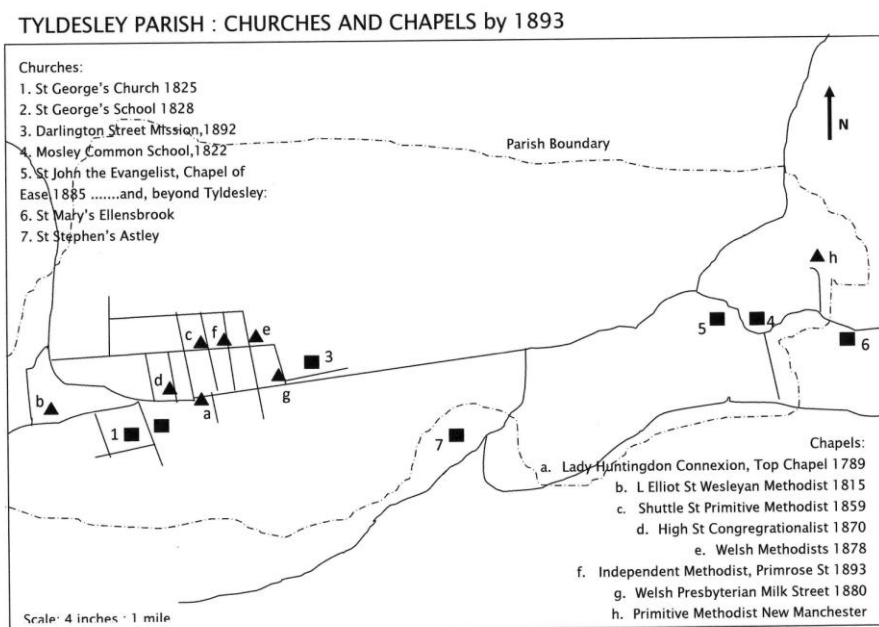 TYLDESLEY PARISH : CHURCHES AND CHAPELS by 1893
Churches:
1. St George's Church 1825
2. St George's School 1828
3. Darlington Street Mission,1892
4. Mosley Common School,1822
5. St John the Evangelist, Chapel of
Ease 1885 .......and, beyond Tyldesley:
6. St Mary's Ellensbrook
7. St Stephen's Astley
Parish Boundary
N
h
c
f
e
5
4
6
3
d
g
b
a
1
7
Chapels:
a. Lady Huntingdon Connexion, Top Chapel 1789
b. L Elliot St Wesleyan Methodist 1815
c. Shuttle St Primitive Methodist 1859
d. High St Congregrationalist 1870
e. Welsh Methodists 1878
f. Independent Methodist, Primrose St 1893
g. Welsh Presbyterian Milk Street 1880
h. Primitive Methodist New Manchester
Scale: 4 inches : 1 mile